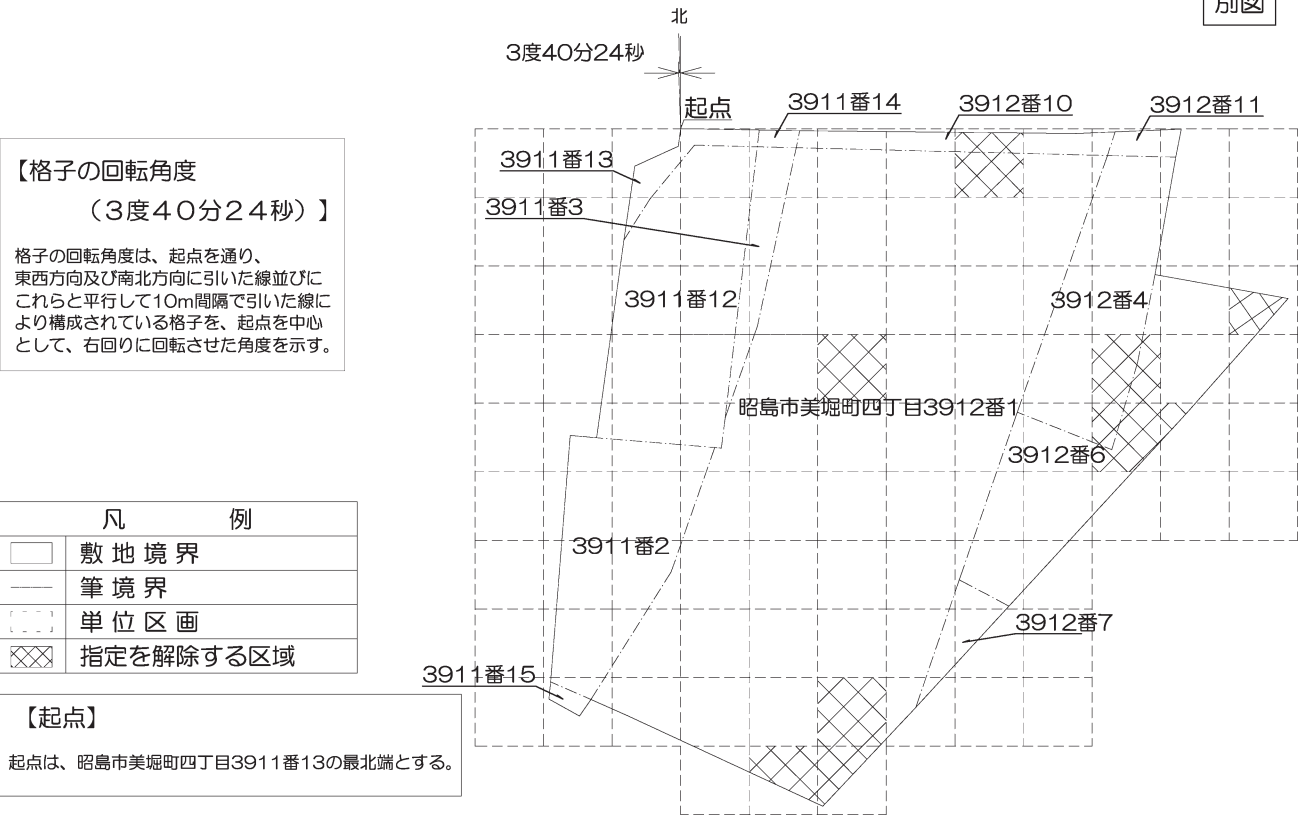 別図
北
3度40分24秒
起点
3911番14
3912番10
3912番11
3911番13
3911番3
3911番12
3912番4
昭島市美堀町四丁目3912番1
3912番6
3911番2
3912番7
3911番15
【格子の回転角度
（3度40分24秒）】
格子の回転角度は、起点を通り、
東西方向及び南北方向に引いた線並びに
これらと平行して10m間隔で引いた線に
より構成されている格子を、起点を中心
として、右回りに回転させた角度を示す。
凡 例
敷地境界
筆境界
単位区画
指定を解除する区域
【起点】
起点は、昭島市美堀町四丁目3911番13の最北端とする。